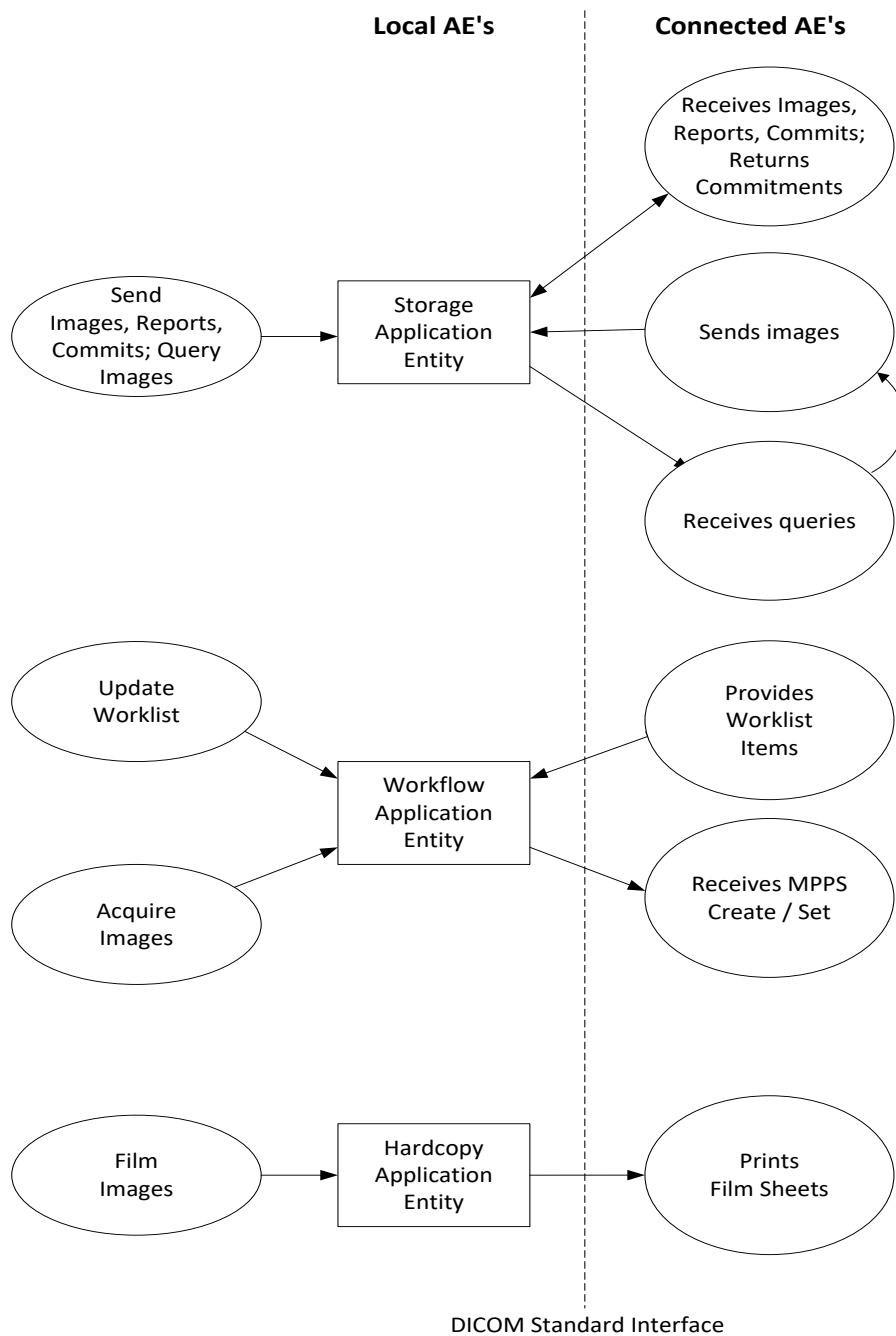 Local AE's
Connected AE's
Receives Images,
Reports, Commits;
Returns
Commitments
Send
Images, Reports,
Commits; Query
Images
Storage
Application
Entity
Sends images
Receives queries
Update
Worklist
Provides
Worklist
Items
Workflow
Application
Entity
Acquire
Images
Receives MPPS
Create / Set
Film
Images
Hardcopy
Application
Entity
Prints
Film Sheets
DICOM Standard Interface